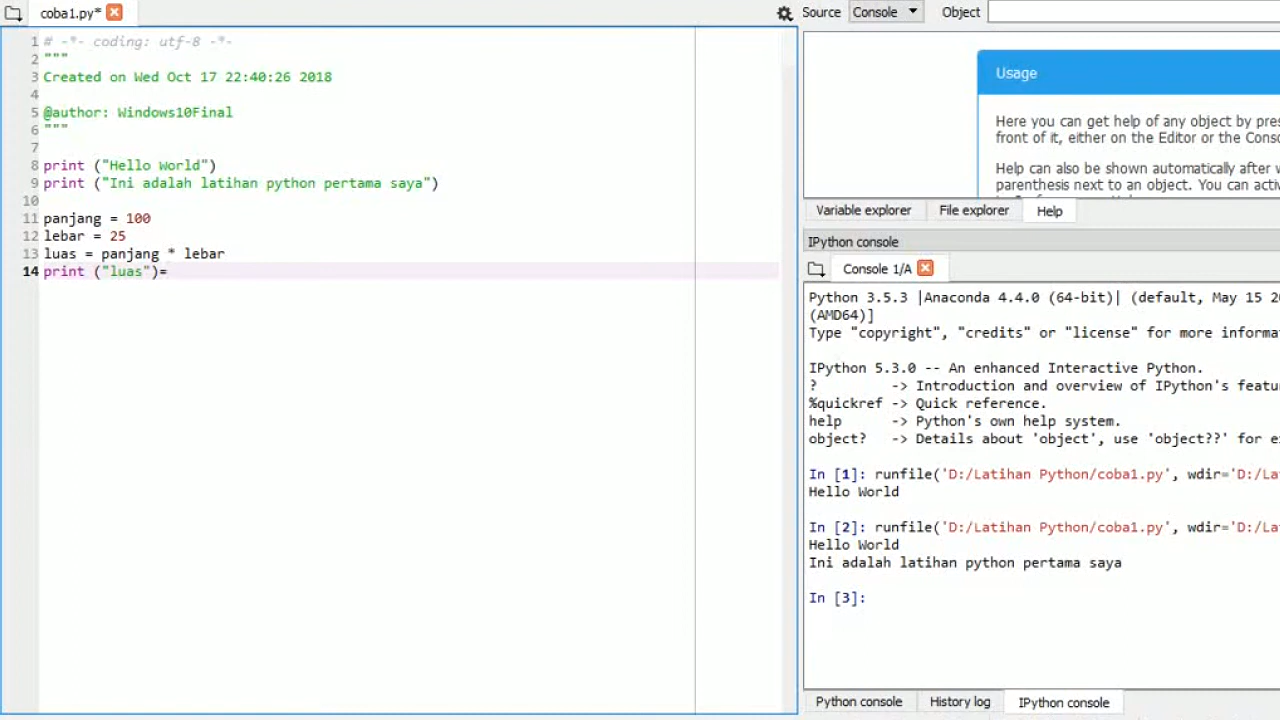 coba1.py*
1 # -*- coding: utf-8 -*-
2 """
3 Created on Wed Oct 17 22:40:26 2018
4
5 @author: Windows10Final
6 """
7
8 print ("Hello World")
9 print ("Ini adalah latihan python pertama saya")
10
11 panjang = 100
12 lebar = 25
13 luas = panjang * lebar
14 print ("luas")=
Source Console Object
Usage
Here you can get help of any object by pres
front of it, either on the Editor or the Conso
Help can also be shown automatically after w
parenthesis next to an object. You can activ
Variable explorer File explorer Help
IPython console
Console 1/A
Python 3.5.3 |Anaconda 4.4.0 (64-bit)| (default, May 15 20
(AMD64)]
Type "copyright", "credits" or "license" for more informa
IPython 5.3.0 -- An enhanced Interactive Python.
? -> Introduction and overview of IPython's featu
%quickref -> Quick reference.
help -> Python's own help system.
object? -> Details about 'object', use 'object??' for ex
In [1]: runfile('D:/Latihan Python/coba1.py', wdir='D:/La
Hello World
In [2]: runfile('D:/Latihan Python/coba1.py', wdir='D:/La
Hello World
Ini adalah latihan python pertama saya
In [3]:
Python console History log IPython console